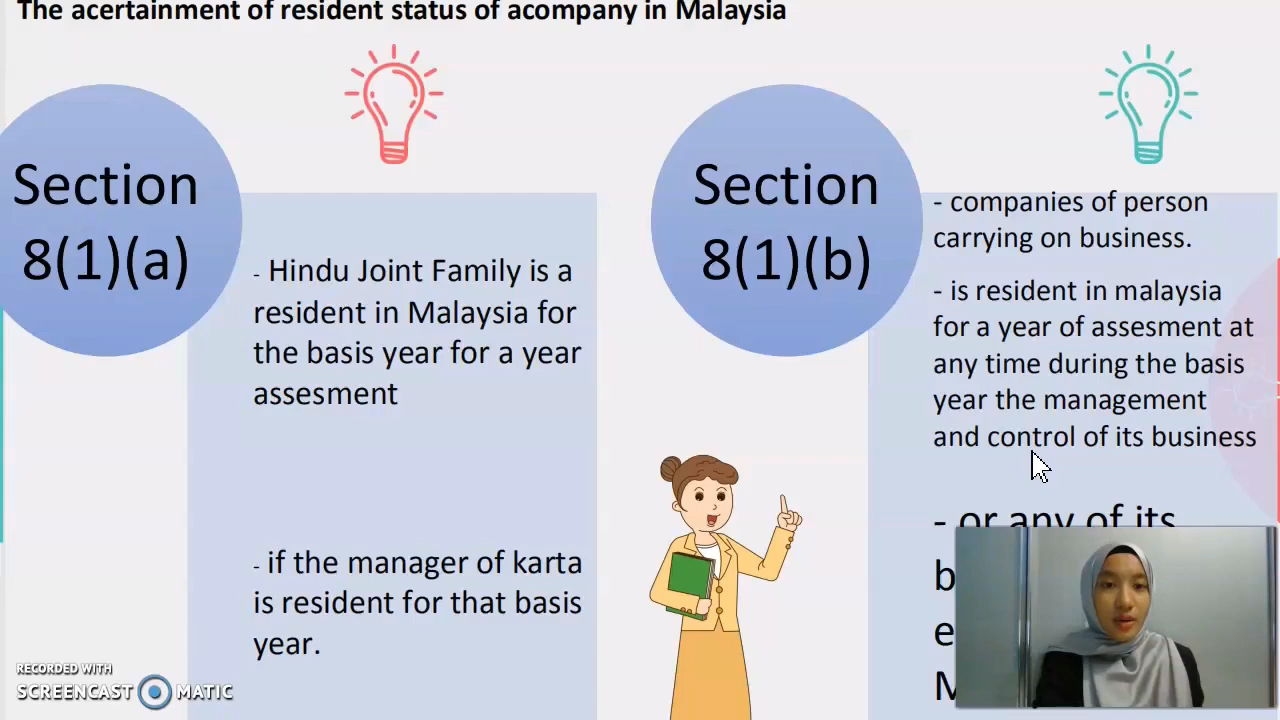 The acertainment of resident status of acompany in Malaysia
Section
8(1)(a)
- Hindu Joint Family is a
resident in Malaysia for
the basis year for a year
assesment
- if the manager of karta
is resident for that basis
year.
Section
8(1)(b)
- companies of person
carrying on business.
- is resident in malaysia
for a year of assesment at
any time during the basis
year the management
and control of its business
- or any of its
RECORDED WITH
SCREENCAST MATIC